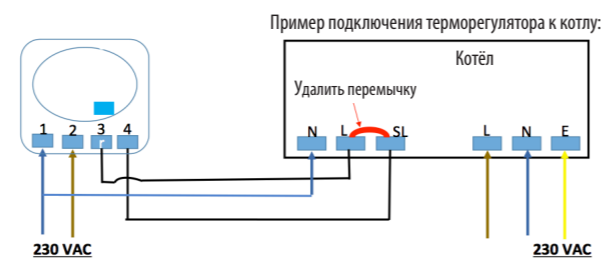 Пример подключения терморегулятора к котлу:
Котёл
Удалить перемычку
1 2 3 4
r
N L SL L N E
230 VAC
230 VAC